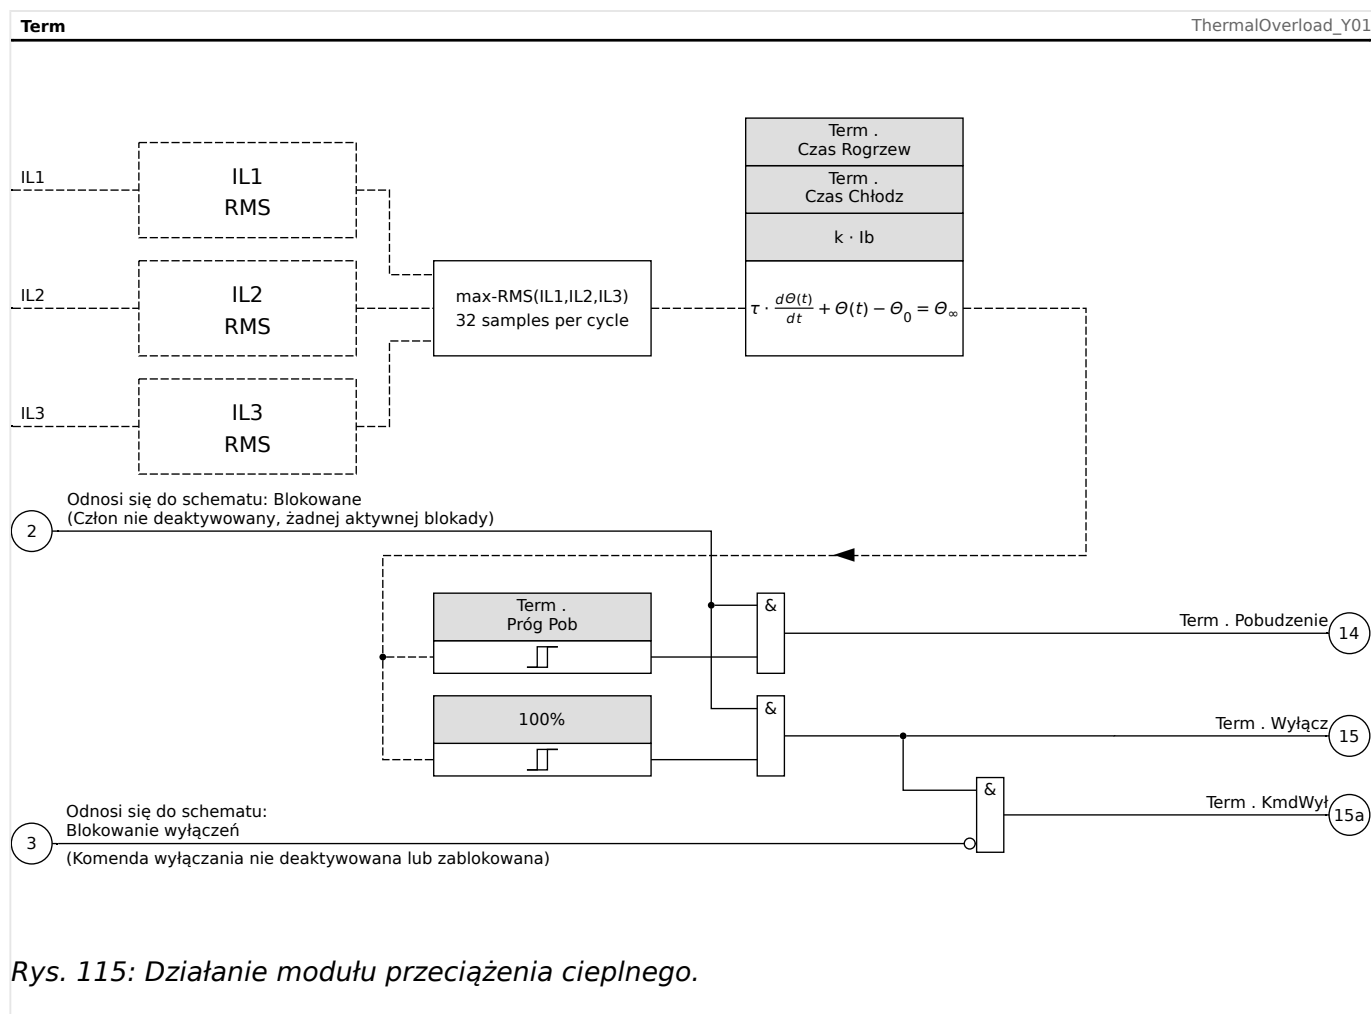 Term
ThermalOverload_Y01
Term .
Czas Rogrzew
Term .
Czas Chłodz
k · Ib
τ · dΘ(t)/dt + Θ(t) − Θ₀ = Θ∞
IL1
IL1
RMS
IL2
IL2
RMS
IL3
IL3
RMS
max-RMS(IL1,IL2,IL3)
32 samples per cycle
Odnosi się do schematu: Blokowane
(Człon nie deaktywowany, żadnej aktywnej blokady)
2
Term .
Próg Pob
&
Term . Pobudzenie
14
100%
&
Term . Wyłącz
15
&
Term . KmdWył
15a
Odnosi się do schematu:
Blokowanie wyłączeń
3
(Komenda wyłączania nie deaktywowana lub zablokowana)
Rys. 115: Działanie modułu przeciążenia cieplnego.